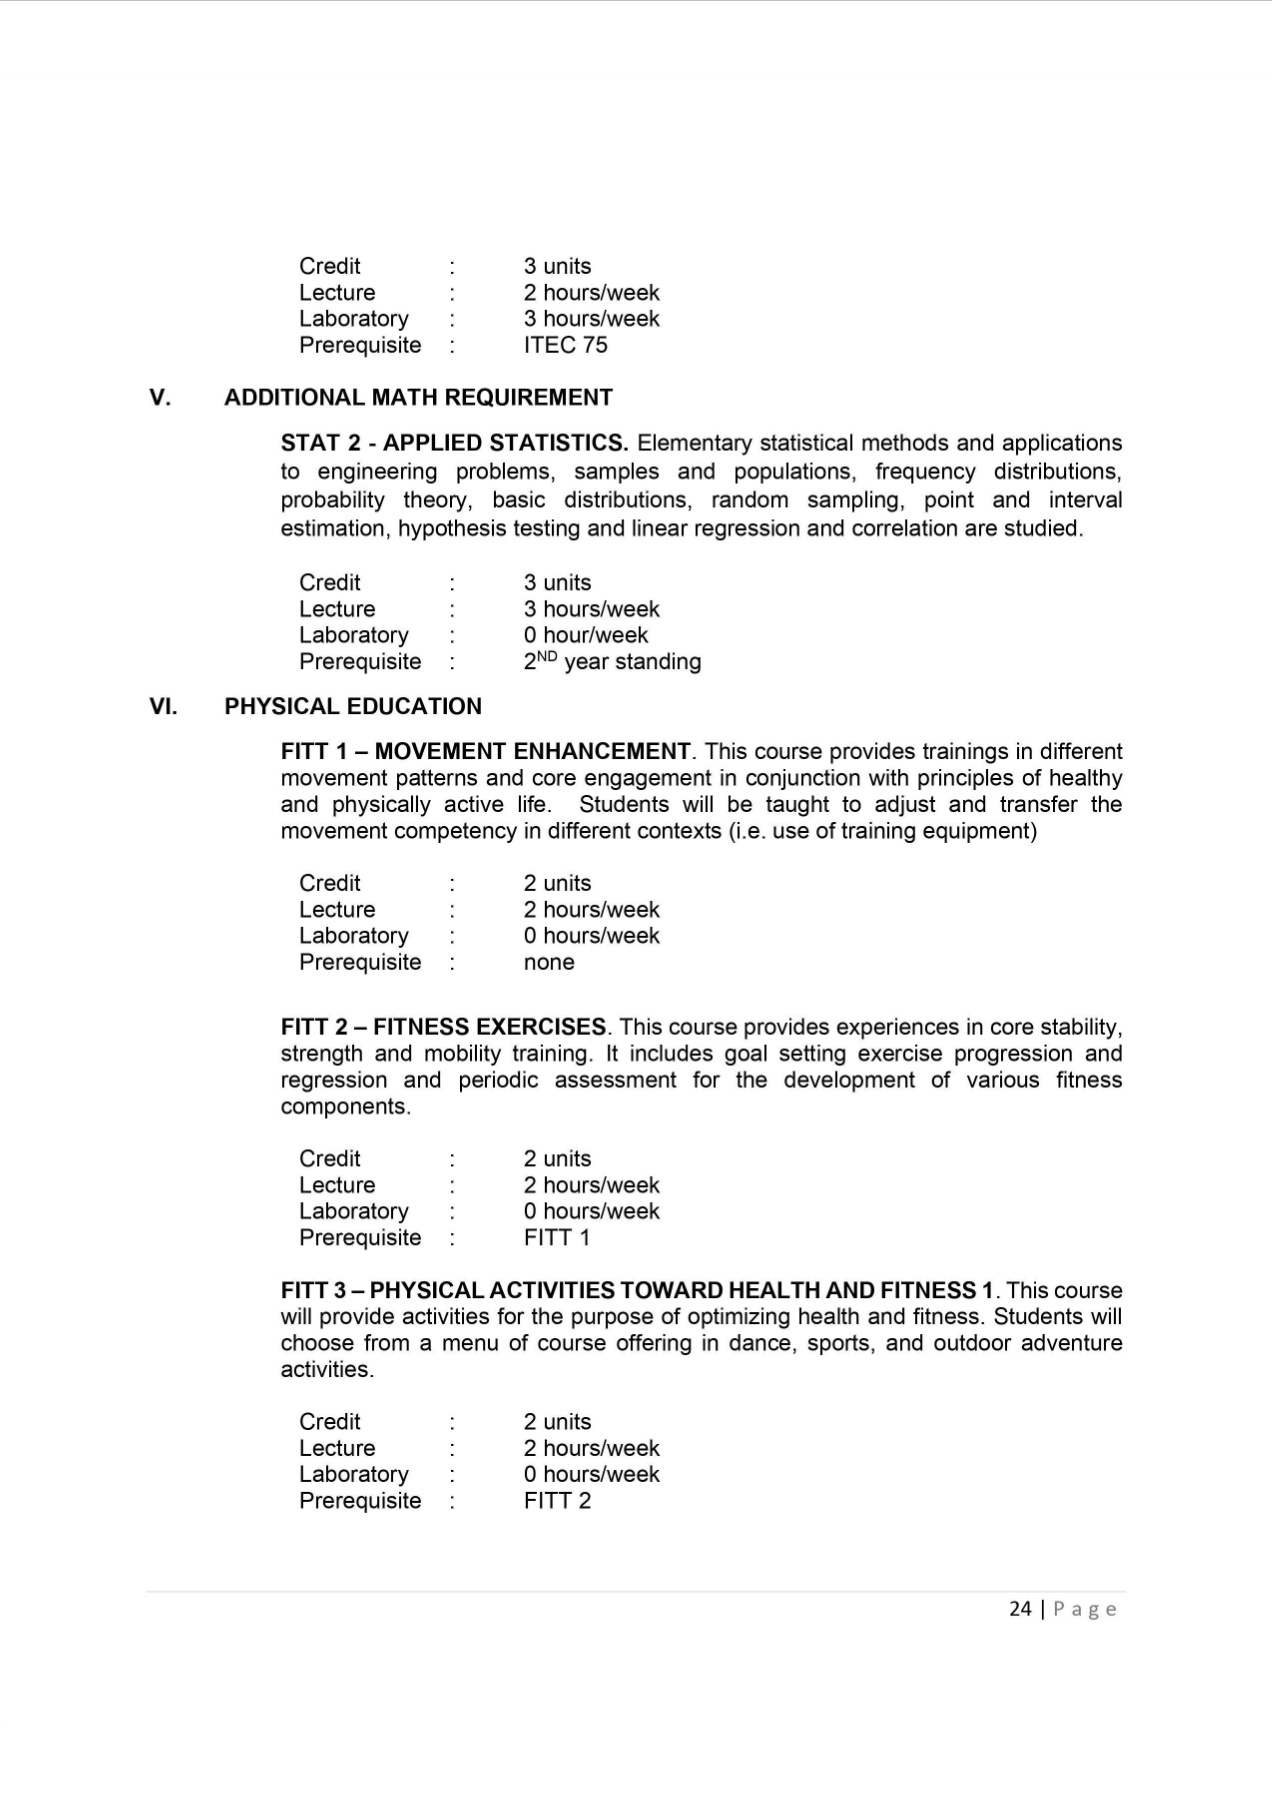 Credit : 3 units
Lecture : 2 hours/week
Laboratory : 3 hours/week
Prerequisite : ITEC 75
V. ADDITIONAL MATH REQUIREMENT
STAT 2 - APPLIED STATISTICS. Elementary statistical methods and applications
to engineering problems, samples and populations, frequency distributions,
probability theory, basic distributions, random sampling, point and interval
estimation, hypothesis testing and linear regression and correlation are studied.
Credit : 3 units
Lecture : 3 hours/week
Laboratory : 0 hour/week
Prerequisite : 2ND year standing
VI. PHYSICAL EDUCATION
FITT 1 – MOVEMENT ENHANCEMENT. This course provides trainings in different
movement patterns and core engagement in conjunction with principles of healthy
and physically active life. Students will be taught to adjust and transfer the
movement competency in different contexts (i.e. use of training equipment)
Credit : 2 units
Lecture : 2 hours/week
Laboratory : 0 hours/week
Prerequisite : none
FITT 2 – FITNESS EXERCISES. This course provides experiences in core stability,
strength and mobility training. It includes goal setting exercise progression and
regression and periodic assessment for the development of various fitness
components.
Credit : 2 units
Lecture : 2 hours/week
Laboratory : 0 hours/week
Prerequisite : FITT 1
FITT 3 – PHYSICAL ACTIVITIES TOWARD HEALTH AND FITNESS 1. This course
will provide activities for the purpose of optimizing health and fitness. Students will
choose from a menu of course offering in dance, sports, and outdoor adventure
activities.
Credit : 2 units
Lecture : 2 hours/week
Laboratory : 0 hours/week
Prerequisite : FITT 2
24 | Page